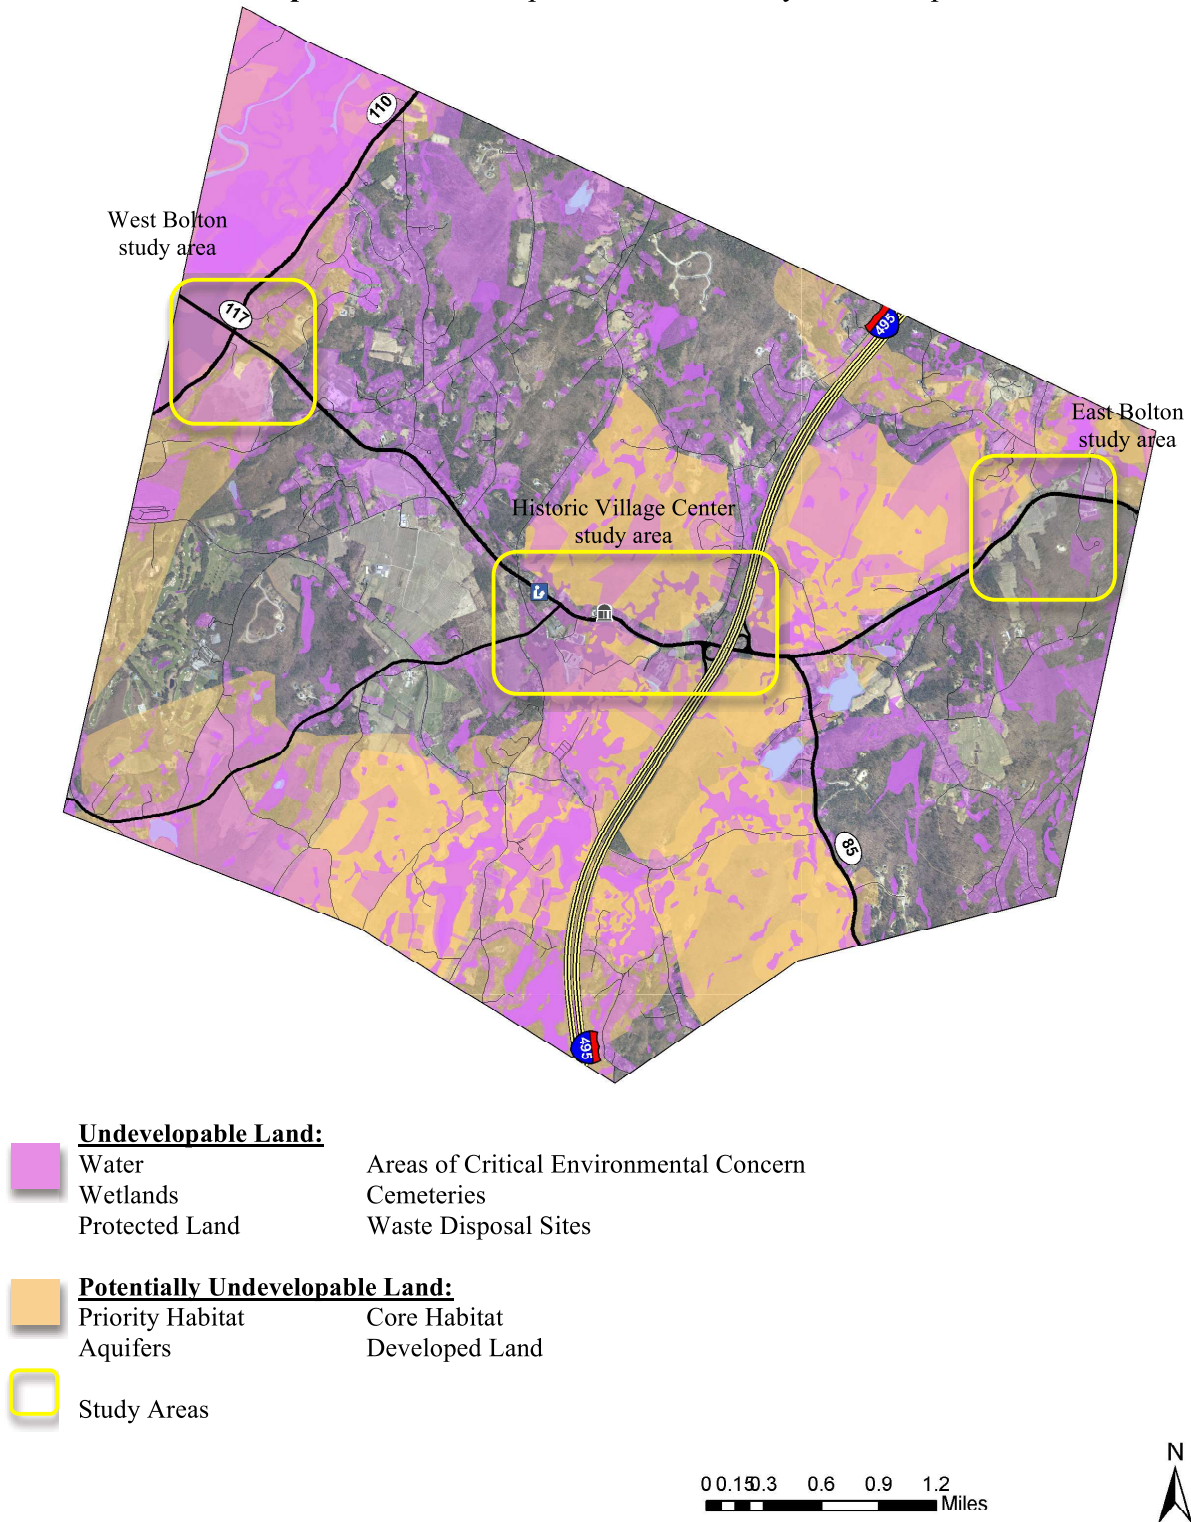 110
West Bolton
study area
117
495
East Bolton
study area
Historic Village Center
study area
85
495
Undevelopable Land:
Water Areas of Critical Environmental Concern
Wetlands Cemeteries
Protected Land Waste Disposal Sites
Potentially Undevelopable Land:
Priority Habitat Core Habitat
Aquifers Developed Land
Study Areas
N
0 0.15 0.3 0.6 0.9 1.2
Miles